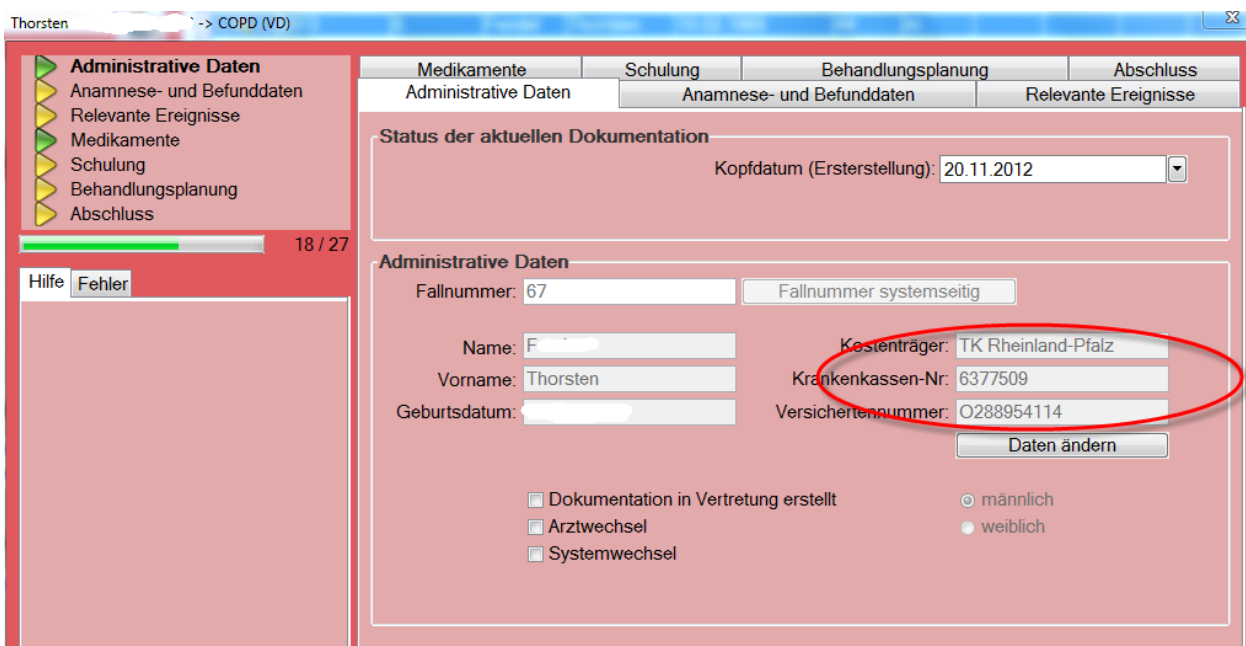 Thorsten -> COPD (VD)
Administrative Daten
Anamnese- und Befunddaten
Relevante Ereignisse
Medikamente
Schulung
Behandlungsplanung
Abschluss
18 / 27
Hilfe Fehler
Medikamente Schulung Behandlungsplanung Abschluss
Administrative Daten Anamnese- und Befunddaten Relevante Ereignisse
Status der aktuellen Dokumentation
Kopfdatum (Ersterstellung): 20.11.2012
Administrative Daten
Fallnummer: 67 Fallnummer systemseitig
Name: F Kostenträger: TK Rheinland-Pfalz
Vorname: Thorsten Krankenkassen-Nr: 6377509
Geburtsdatum: Versichertennummer: O288954114
Daten ändern
Dokumentation in Vertretung erstellt männlich
Arztwechsel weiblich
Systemwechsel